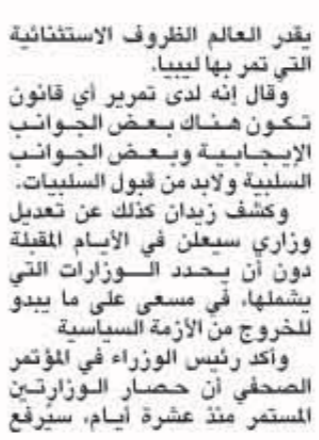 يقدر العالم الظروف الاستثنائية
التي تمر بها ليبيا.
وقال إنه لدى تمرير أي قانون
تكون هناك بعض الجوانب
الإيجابية وبعض الجوانب
السلبية ولابد من قبول السلبيات.
وكشف زيدان كذلك عن تعديل
وزاري سيعلن في الأيام المقبلة
دون أن يحدد الوزارات التي
يشملها، في مسعى على ما يبدو
للخروج من الأزمة السياسية
وأكد رئيس الوزراء في المؤتمر
الصحفي أن حصار الوزارتين
المستمر منذ عشرة أيام، سيُرفع